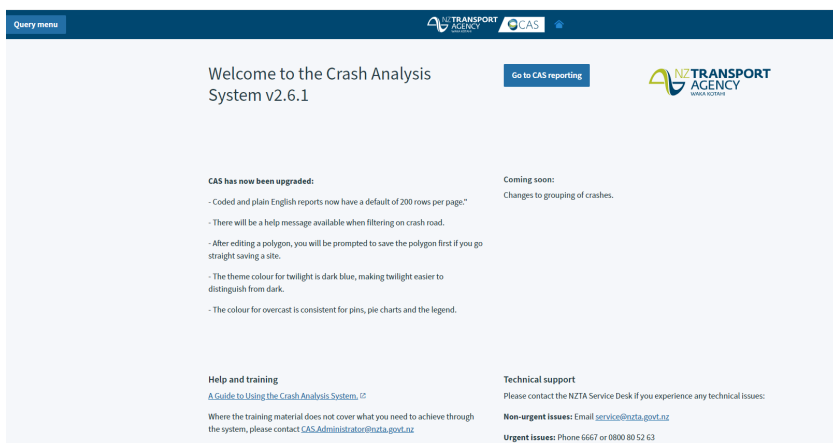 Query menu
NZ TRANSPORT
AGENCY
WAKA KOTAHI
CAS
Welcome to the Crash Analysis
System v2.6.1
Go to CAS reporting
NZ TRANSPORT
AGENCY
WAKA KOTAHI
CAS has now been upgraded:
- Coded and plain English reports now have a default of 200 rows per page."
- There will be a help message available when filtering on crash road.
- After editing a polygon, you will be prompted to save the polygon first if you go
straight saving a site.
- The theme colour for twilight is dark blue, making twilight easier to
distinguish from dark.
- The colour for overcast is consistent for pins, pie charts and the legend.
Coming soon:
Changes to grouping of crashes.
Help and training
A Guide to Using the Crash Analysis System.
Where the training material does not cover what you need to achieve through
the system, please contact CAS.Administrator@nzta.govt.nz
Technical support
Please contact the NZTA Service Desk if you experience any technical issues:
Non-urgent issues: Email service@nzta.govt.nz
Urgent issues: Phone 6667 or 0800 80 52 63